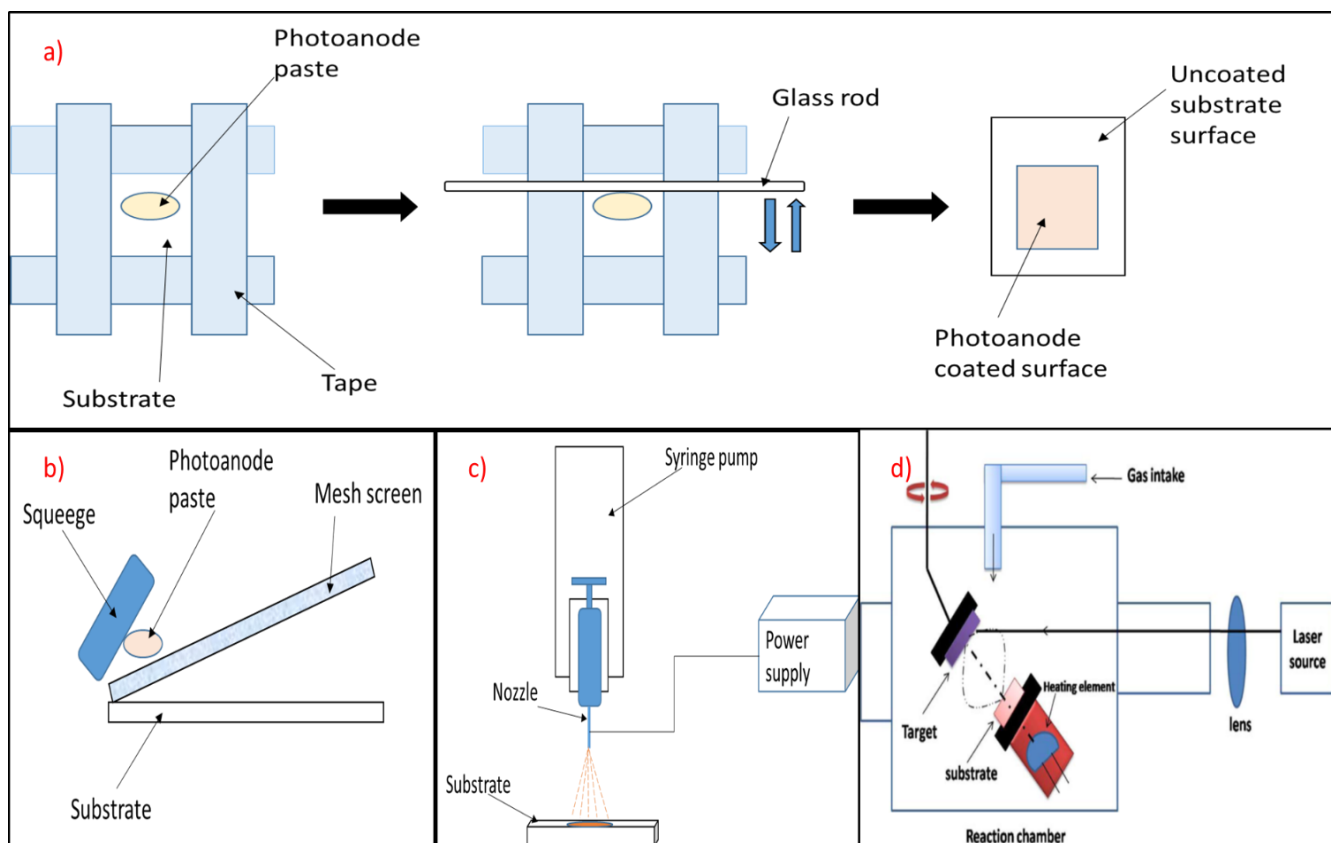 a)
Photoanode
paste
Substrate
Tape
Glass rod
Uncoated
substrate
surface
Photoanode
coated surface
b)
Squeege
Photoanode
paste
Mesh screen
Substrate
c)
Syringe pump
Nozzle
Substrate
Power
supply
d)
Gas intake
Target
substrate
Heating element
lens
Laser
source
Reaction chamber